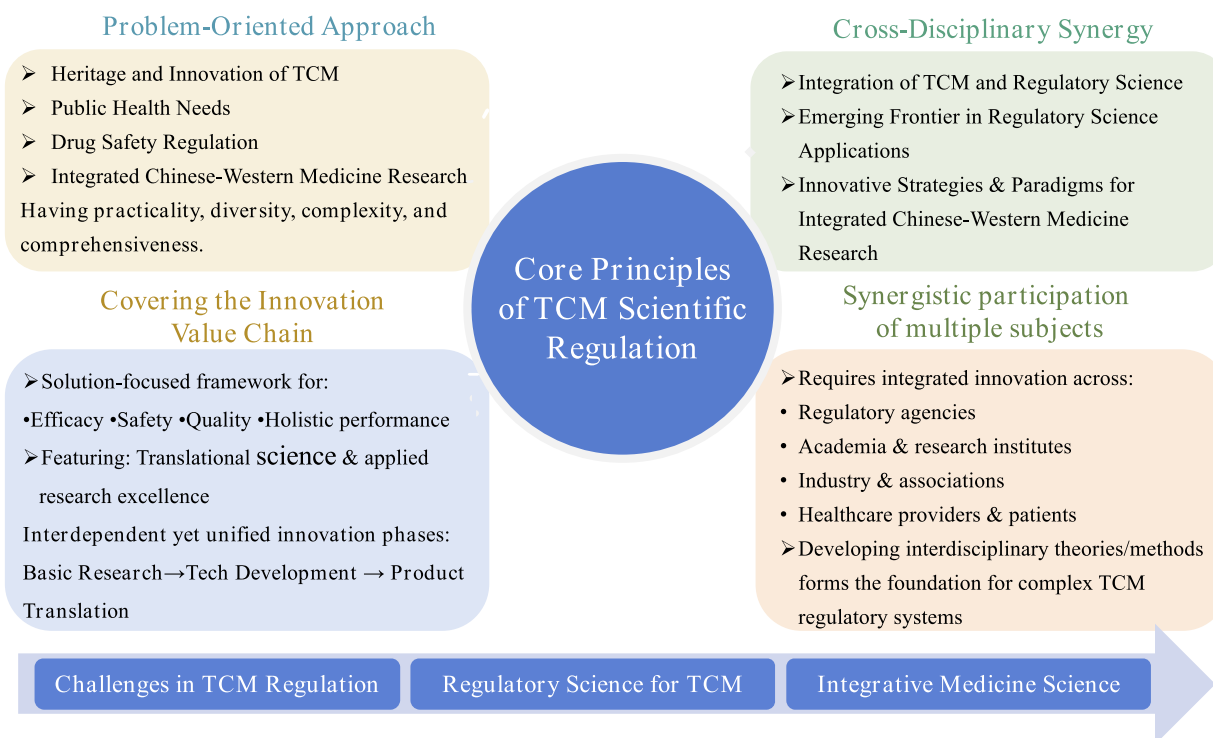 Problem-Oriented Approach
➢ Heritage and Innovation of TCM
➢ Public Health Needs
➢ Drug Safety Regulation
➢ Integrated Chinese-Western Medicine Research
Having practicality, diversity, complexity, and
comprehensiveness.
Cross-Disciplinary Synergy
➢Integration of TCM and Regulatory Science
➢Emerging Frontier in Regulatory Science
Applications
➢Innovative Strategies & Paradigms for
Integrated Chinese-Western Medicine
Research
Core Principles
of TCM Scientific
Regulation
Covering the Innovation
Value Chain
➢Solution-focused framework for:
•Efficacy •Safety •Quality •Holistic performance
➢Featuring: Translational science & applied
research excellence
Interdependent yet unified innovation phases:
Basic Research→Tech Development → Product
Translation
Synergistic participation
of multiple subjects
➢Requires integrated innovation across:
• Regulatory agencies
• Academia & research institutes
• Industry & associations
• Healthcare providers & patients
➢Developing interdisciplinary theories/methods
forms the foundation for complex TCM
regulatory systems
Challenges in TCM Regulation
Regulatory Science for TCM
Integrative Medicine Science